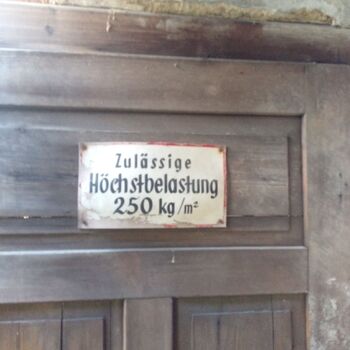 Zulässige
Höchstbelastung
250 kg/m²